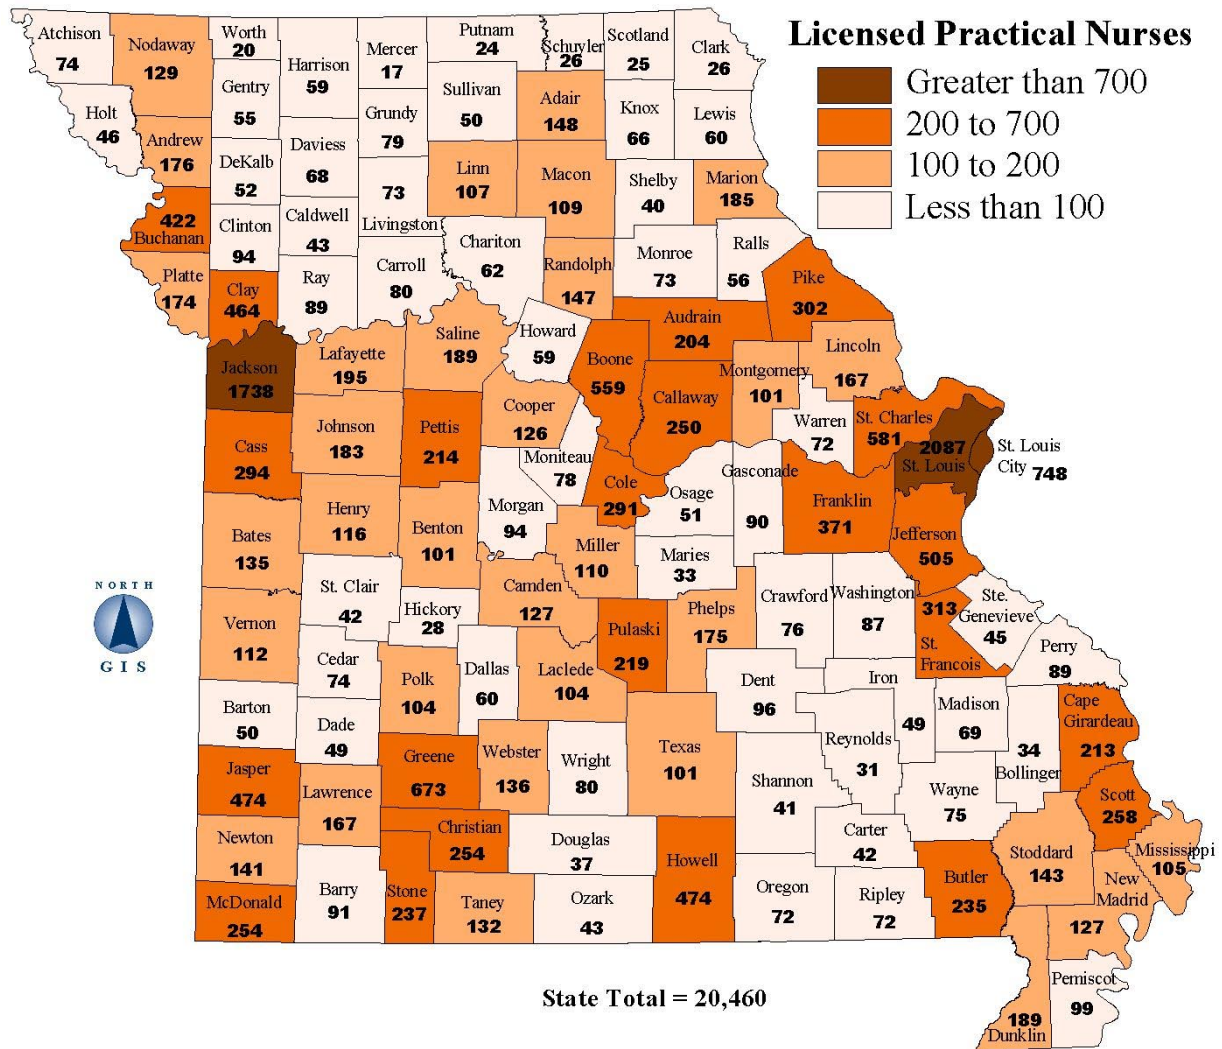 Licensed Practical Nurses
Greater than 700
200 to 700
100 to 200
Less than 100
Atchison
74
Nodaway
129
Worth
20
Harrison
59
Mercer
17
Putnam
24
Schuyler
26
Scotland
25
Clark
26
Holt
46
Andrew
176
Gentry
55
DeKalb
52
Daviess
68
Grundy
79
Sullivan
50
Adair
148
Knox
66
Lewis
60
422
Buchanan
Clinton
94
Caldwell
43
73
Livingston
Linn
107
Macon
109
Shelby
40
Marion
185
Platte
174
Clay
464
Ray
89
Carroll
80
Chariton
62
Randolph
147
Monroe
73
Ralls
56
Pike
302
Jackson
1738
Lafayette
195
Saline
189
Howard
59
Boone
559
Audrain
204
Callaway
250
Montgomery
101
Lincoln
167
Warren
72
St. Charles
581
2087
St. Louis
St. Louis
City 748
Cass
294
Johnson
183
Pettis
214
Cooper
126
Moniteau
78
Morgan
94
Cole
291
Osage
51
Gasconade
90
Franklin
371
Jefferson
505
Bates
135
Henry
116
Benton
101
Miller
110
Maries
33
Camden
127
St. Clair
42
Hickory
28
Pulaski
219
Phelps
175
Crawford
76
Washington
87
313
St.
Francois
Ste.
Genevieve
45
Perry
89
NORTH
GIS
Vernon
112
Cedar
74
Polk
104
Dallas
60
Laclede
104
Dent
96
Iron
49
Madison
69
34
Bollinger
Cape
Girardeau
213
Barton
50
Dade
49
Greene
673
Webster
136
Wright
80
Texas
101
Shannon
41
Reynolds
31
Wayne
75
Scott
258
Jasper
474
Lawrence
167
Christian
254
Douglas
37
Howell
474
Carter
42
Stoddard
143
Mississippi
105
Newton
141
McDonald
254
Barry
91
Stone
237
Taney
132
Ozark
43
Oregon
72
Ripley
72
Butler
235
New
Madrid
127
Pemiscot
99
189
Dunklin
State Total = 20,460